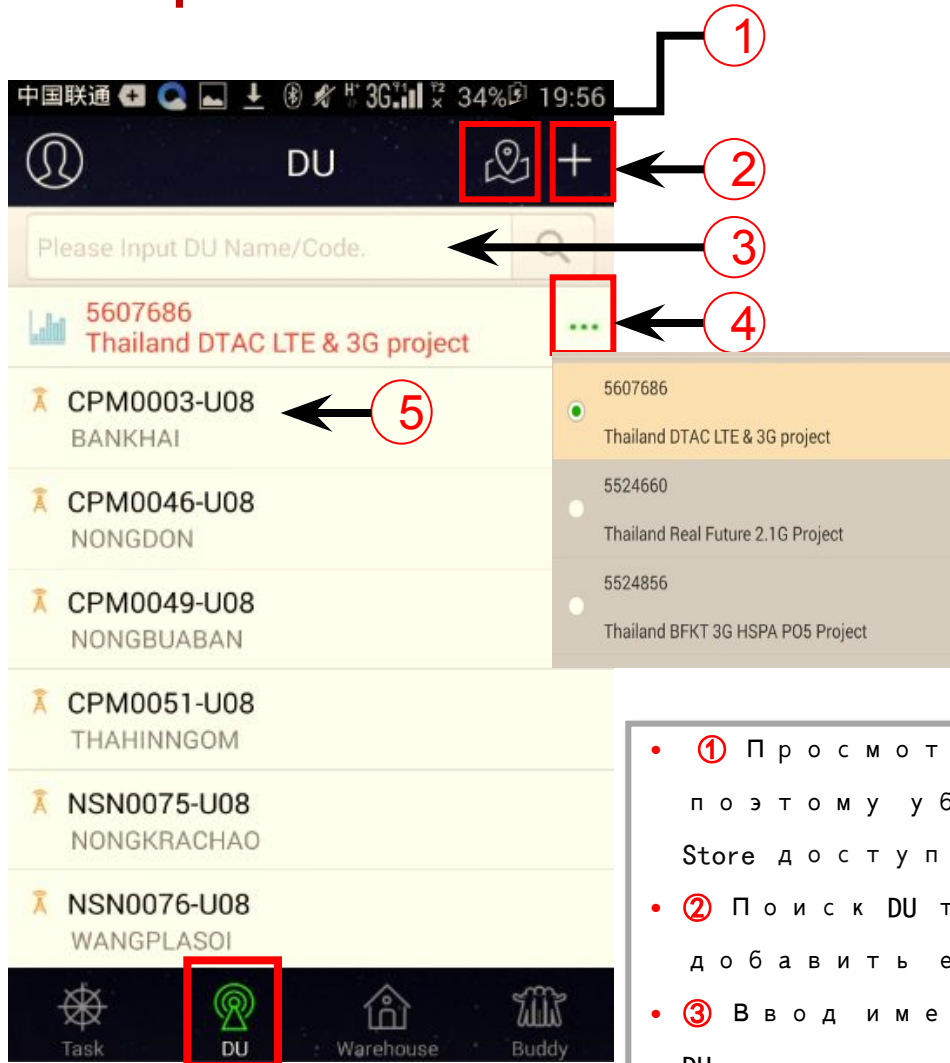 ①
中国联通 3G 34% 19:56
DU
②
Please Input DU Name/Code.
③
5607686
Thailand DTAC LTE & 3G project
④
CPM0003-U08
BANKHAI
⑤
CPM0046-U08
NONGDON
CPM0049-U08
NONGBUABAN
CPM0051-U08
THAHINNGOM
NSN0075-U08
NONGKRACHAO
NSN0076-U08
WANGPLASOI
Task DU Warehouse Buddy
5607686
Thailand DTAC LTE & 3G project
5524660
Thailand Real Future 2.1G Project
5524856
Thailand BFKT 3G HSPA PO5 Project
• ① Просмот
поэтому уб
Store доступ
• ② Поиск DU т
добавить е
• ③ Ввод име